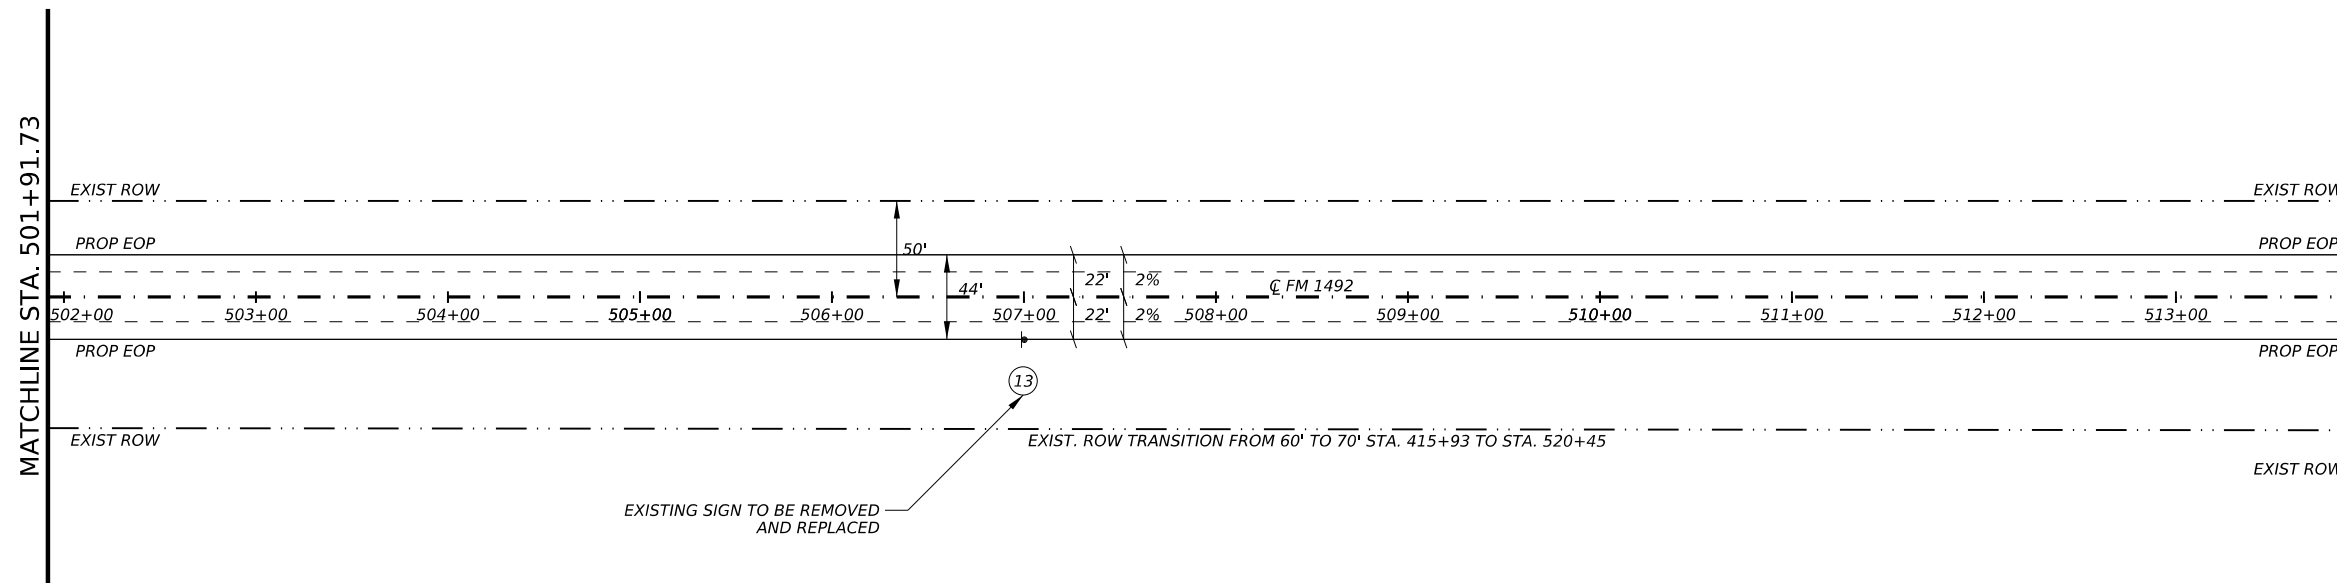 MATCHLINE STA. 501+91.73
EXIST ROW
EXIST ROW
PROP EOP
50'
PROP EOP
22'
2%
℄ FM 1492
44'
502+00
503+00
504+00
505+00
506+00
507+00
22'
2%
508+00
509+00
510+00
511+00
512+00
513+00
PROP EOP
PROP EOP
13
EXIST ROW
EXIST. ROW TRANSITION FROM 60' TO 70' STA. 415+93 TO STA. 520+45
EXIST ROW
EXISTING SIGN TO BE REMOVED
AND REPLACED